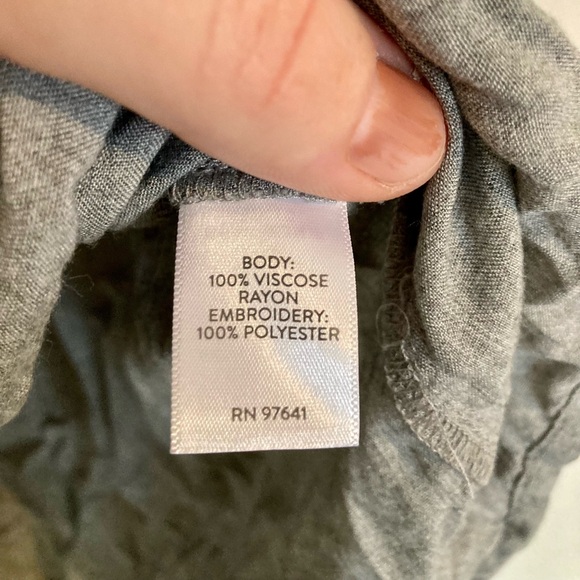 BODY:
100% VISCOSE
RAYON
EMBROIDERY:
100% POLYESTER
RN 97641